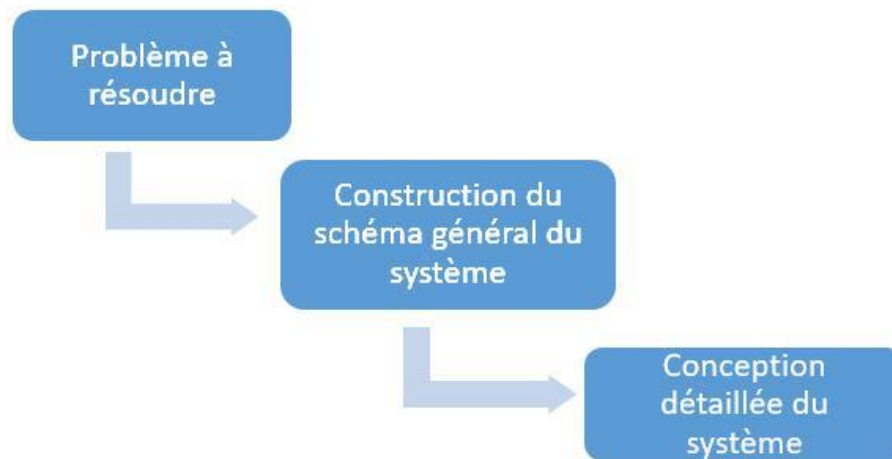 Problème à
résoudre
Construction du
schéma général du
système
Conception
détaillée du
système